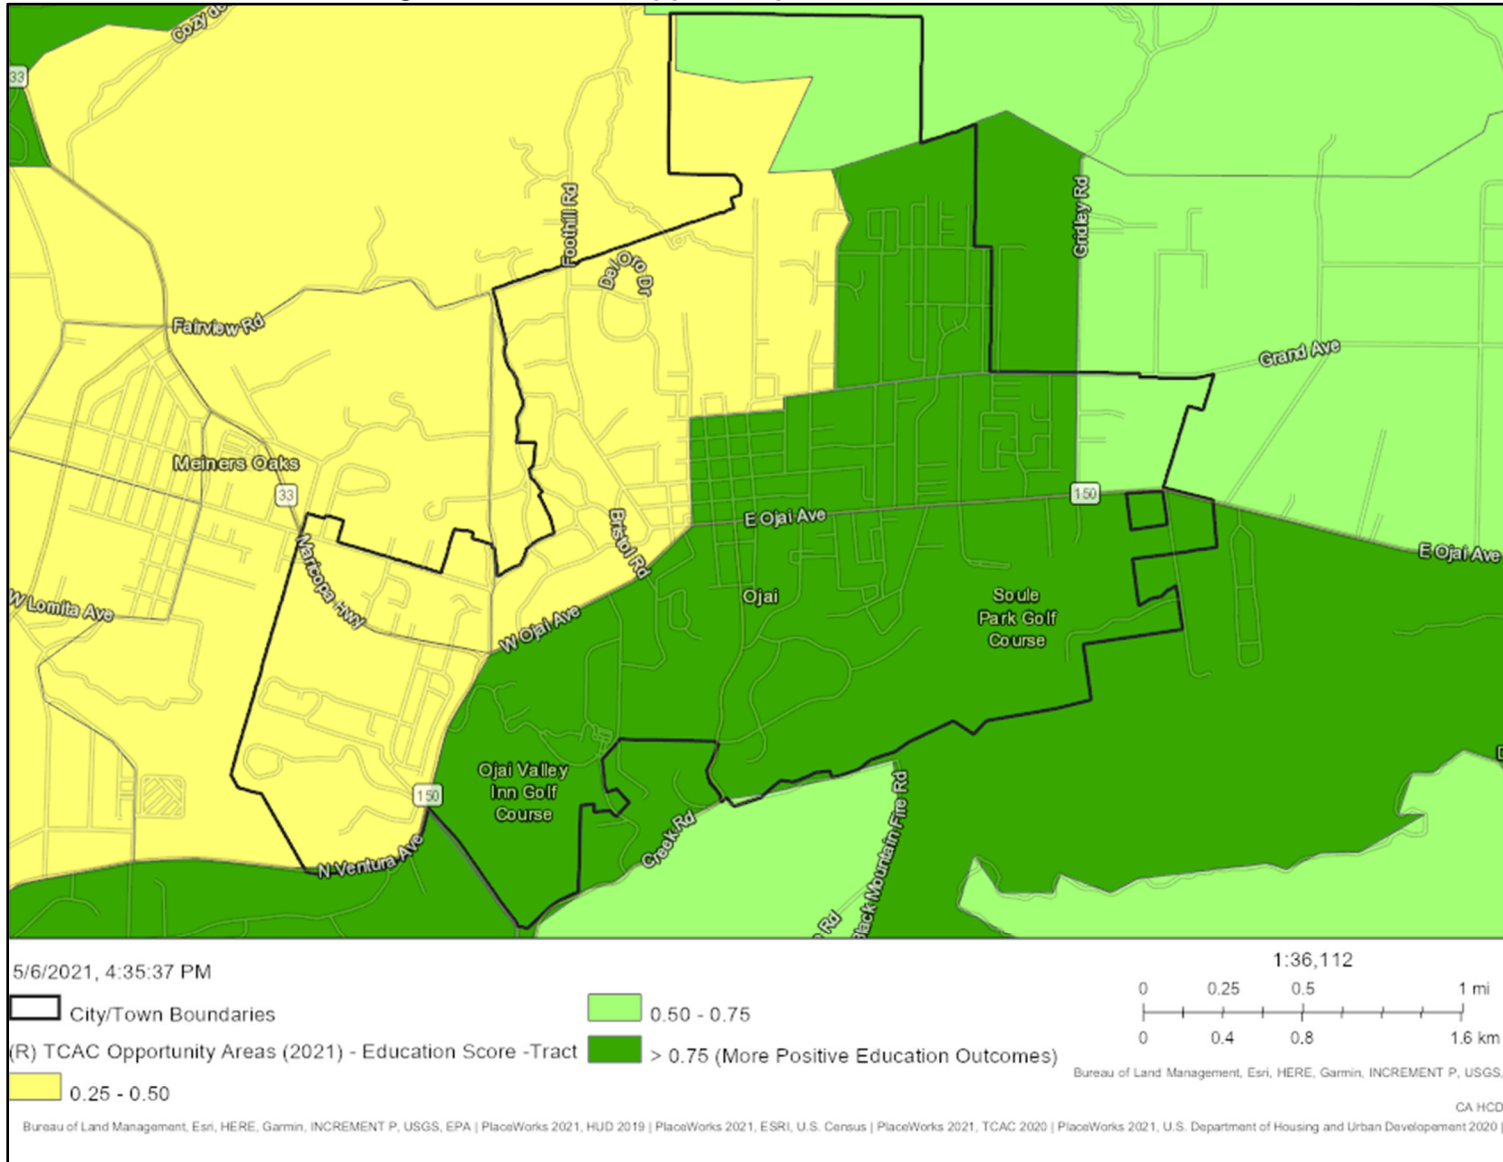 Cozy
33
Foothill Rd
Del Oro Dr
Gridley Rd
Fairview Rd
Grand Ave
Meiners Oaks
33
150
Bristol Rd
E Ojai Ave
E Ojai Ave
Maricopa Hwy
W Lomita Ave
Ojai
Soule
Park Golf
Course
W Ojai Ave
Ojai Valley
Inn Golf
Course
150
Creek Rd
Black Mountain Fire Rd
N Ventura Ave
Rd
5/6/2021, 4:35:37 PM
City/Town Boundaries
(R) TCAC Opportunity Areas (2021) - Education Score -Tract
0.25 - 0.50
0.50 - 0.75
> 0.75 (More Positive Education Outcomes)
1:36,112
0 0.25 0.5 1 mi
0 0.4 0.8 1.6 km
Bureau of Land Management, Esri, HERE, Garmin, INCREMENT P, USGS,
CA HCD
Bureau of Land Management, Esri, HERE, Garmin, INCREMENT P, USGS, EPA | PlaceWorks 2021, HUD 2019 | PlaceWorks 2021, ESRI, U.S. Census | PlaceWorks 2021, TCAC 2020 | PlaceWorks 2021, U.S. Department of Housing and Urban Developement 2020 |